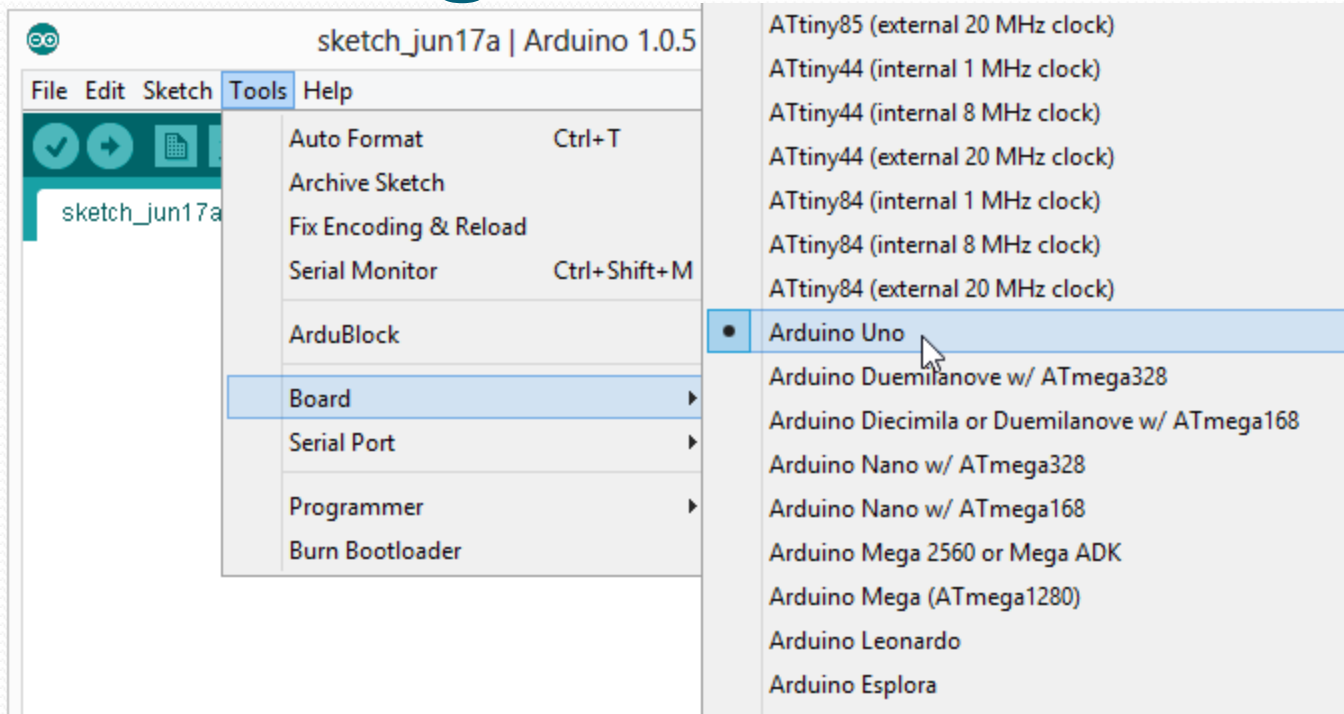 sketch_jun17a | Arduino 1.0.5
File Edit Sketch Tools Help
sketch_jun17a
Auto Format Ctrl+T
Archive Sketch
Fix Encoding & Reload
Serial Monitor Ctrl+Shift+M
ArduBlock
Board
Serial Port
Programmer
Burn Bootloader
ATtiny85 (external 20 MHz clock)
ATtiny44 (internal 1 MHz clock)
ATtiny44 (internal 8 MHz clock)
ATtiny44 (external 20 MHz clock)
ATtiny84 (internal 1 MHz clock)
ATtiny84 (internal 8 MHz clock)
ATtiny84 (external 20 MHz clock)
Arduino Uno
Arduino Duemilanove w/ ATmega328
Arduino Diecimila or Duemilanove w/ ATmega168
Arduino Nano w/ ATmega328
Arduino Nano w/ ATmega168
Arduino Mega 2560 or Mega ADK
Arduino Mega (ATmega1280)
Arduino Leonardo
Arduino Esplora